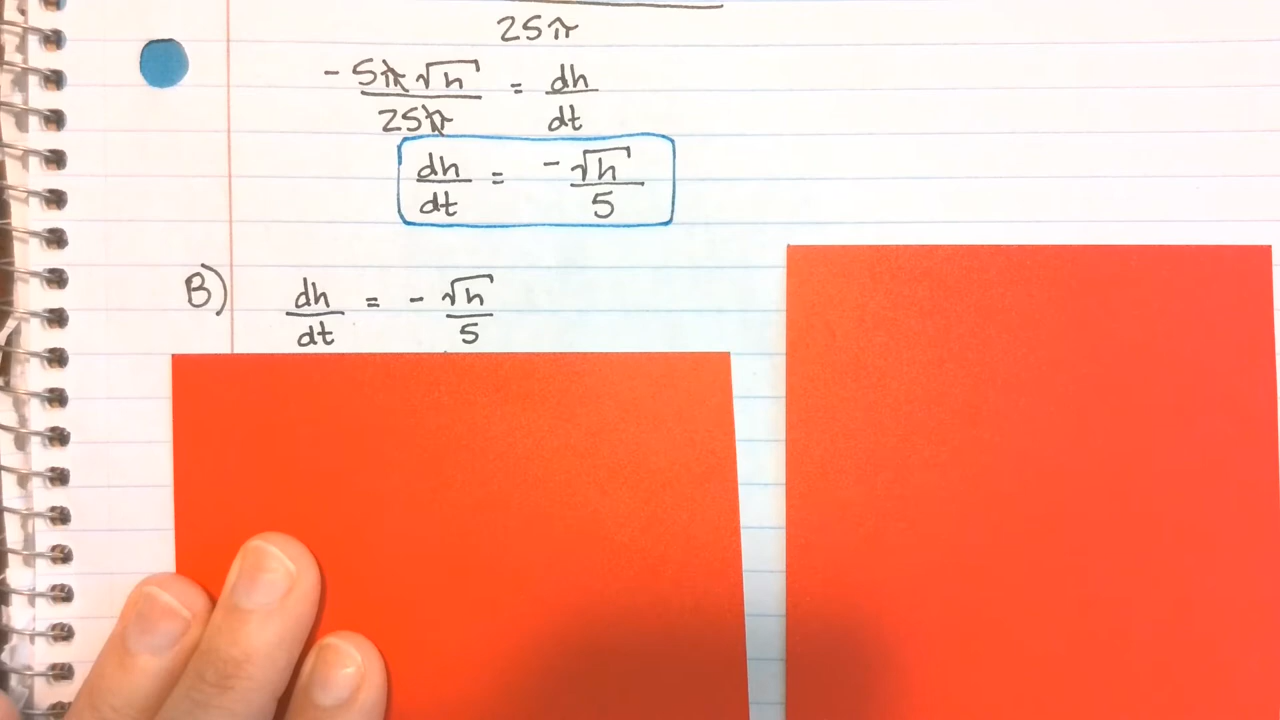 25π
-5π√h / 25π = dh/dt
dh/dt = -√h / 5
B) dh/dt = -√h / 5